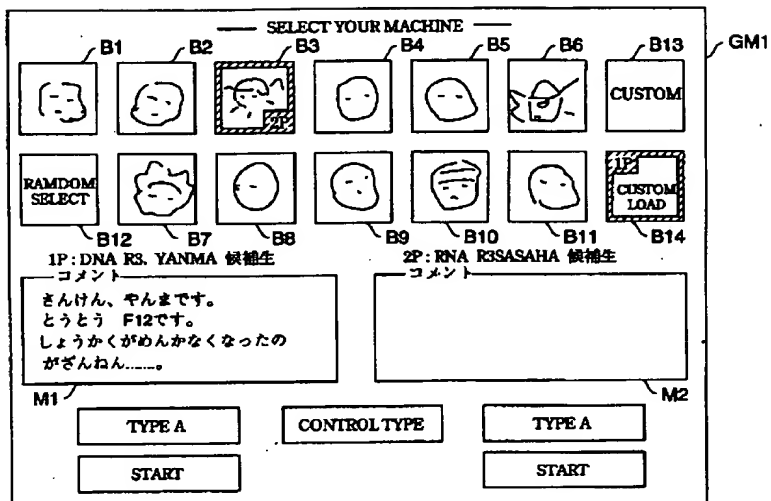 SELECT YOUR MACHINE
B1 B2 B3 B4 B5 B6 B13 GM1
2P CUSTOM
RAMDOM SELECT
1P CUSTOM LOAD
B12 B7 B8 B9 B10 B11 B14
1P:DNA R3、YANMA 候補生 2P:RNA R3SASAHA 候補生
コメント コメント
さんけん、やんまです。
とうとう F12です。
しょうかくがめんかなくなったの
がざんねん……。
M1 M2
TYPE A CONTROL TYPE TYPE A
START START